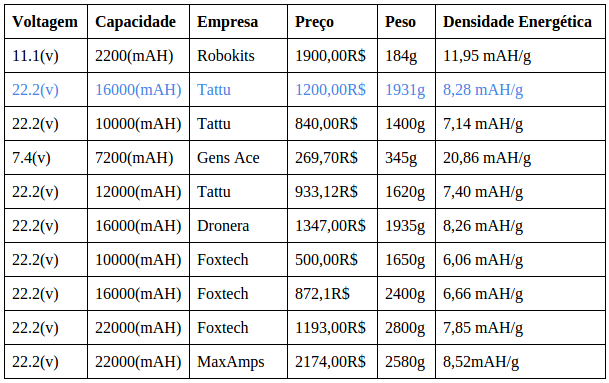 Voltagem Capacidade Empresa Preço Peso Densidade Energética
11.1(v) 2200(mAH) Robokits 1900,00R$ 184g 11,95 mAH/g
22.2(v) 16000(mAH) Tattu 1200,00R$ 1931g 8,28 mAH/g
22.2(v) 10000(mAH) Tattu 840,00R$ 1400g 7,14 mAH/g
7.4(v) 7200(mAH) Gens Ace 269,70R$ 345g 20,86 mAH/g
22.2(v) 12000(mAH) Tattu 933,12R$ 1620g 7,40 mAH/g
22.2(v) 16000(mAH) Dronera 1347,00R$ 1935g 8,26 mAH/g
22.2(v) 10000(mAH) Foxtech 500,00R$ 1650g 6,06 mAH/g
22.2(v) 16000(mAH) Foxtech 872,1R$ 2400g 6,66 mAH/g
22.2(v) 22000(mAH) Foxtech 1193,00R$ 2800g 7,85 mAH/g
22.2(v) 22000(mAH) MaxAmps 2174,00R$ 2580g 8,52mAH/g